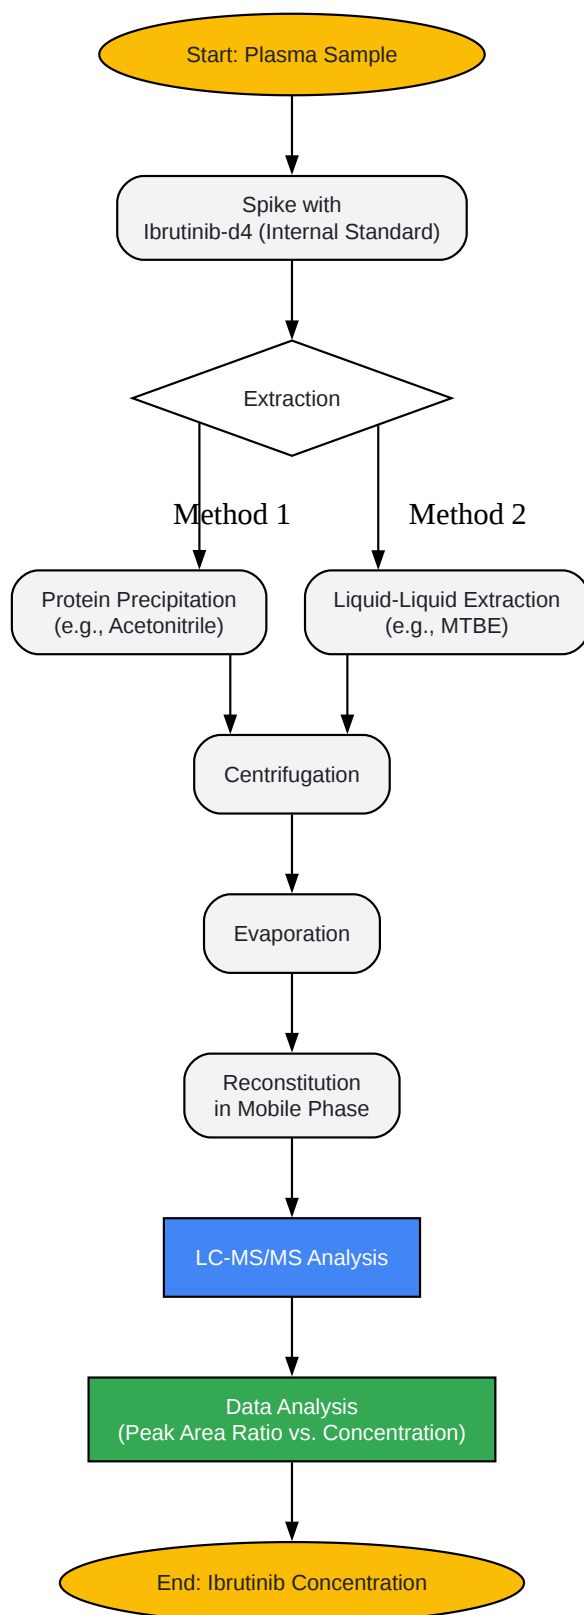 Start: Plasma Sample
Spike with
Ibrutinib-d4 (Internal Standard)
Extraction
Method 1
Method 2
Protein Precipitation
(e.g., Acetonitrile)
Liquid-Liquid Extraction
(e.g., MTBE)
Centrifugation
Evaporation
Reconstitution
in Mobile Phase
LC-MS/MS Analysis
Data Analysis
(Peak Area Ratio vs. Concentration)
End: Ibrutinib Concentration